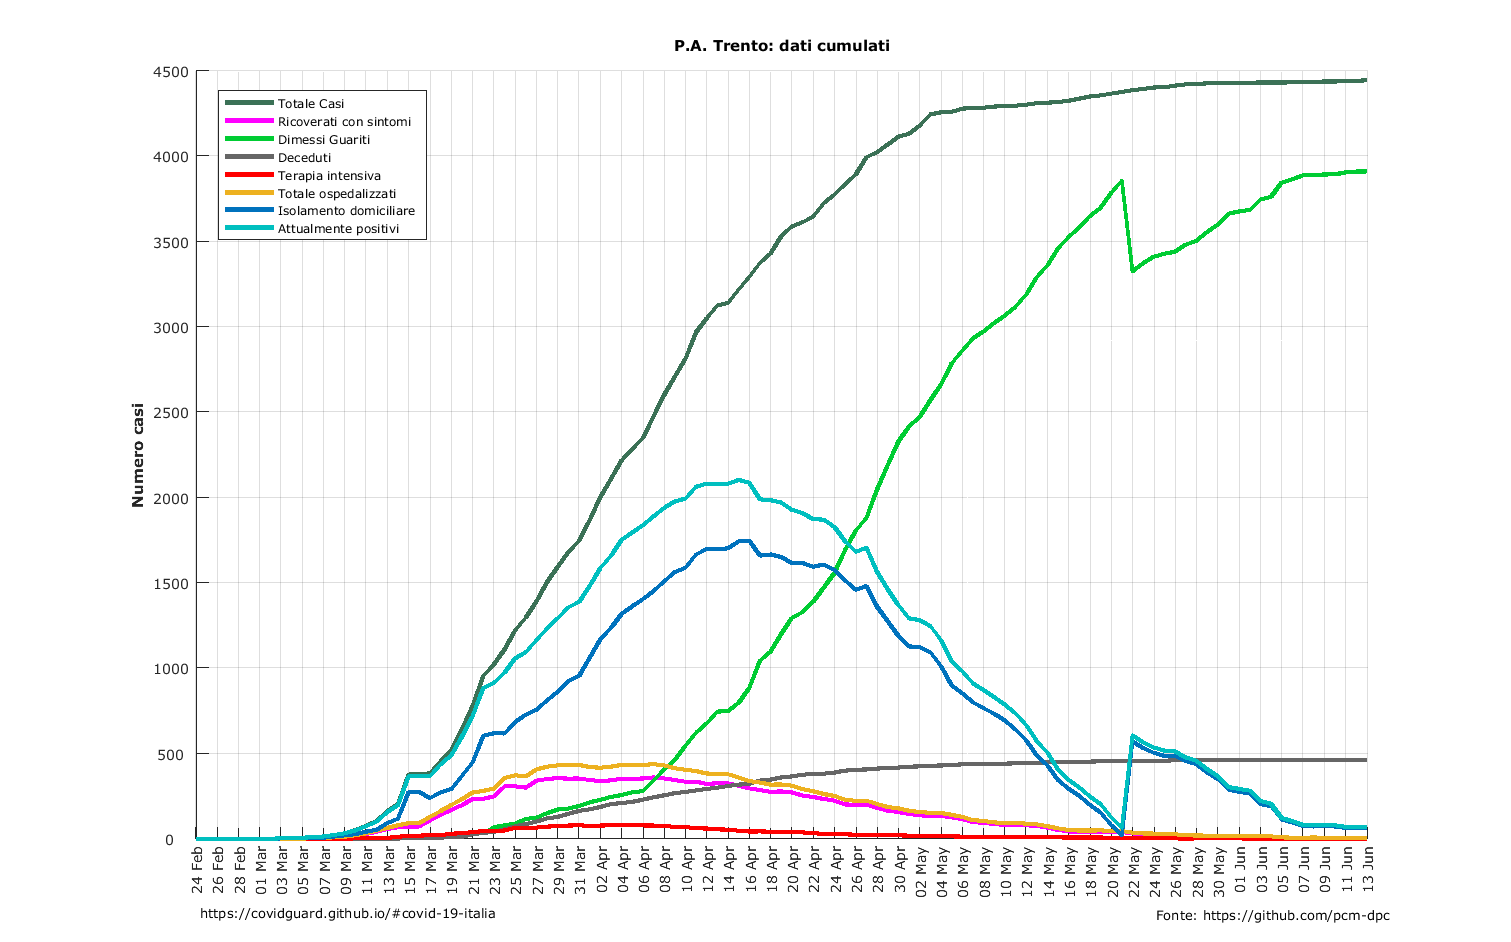 P.A. Trento: dati cumulati
Numero casi
4500
4000
3500
3000
2500
2000
1500
1000
500
0
Totale Casi
Ricoverati con sintomi
Dimessi Guariti
Deceduti
Terapia intensiva
Totale ospedalizzati
Isolamento domiciliare
Attualmente positivi
24 Feb
26 Feb
28 Feb
01 Mar
03 Mar
05 Mar
07 Mar
09 Mar
11 Mar
13 Mar
15 Mar
17 Mar
19 Mar
21 Mar
23 Mar
25 Mar
27 Mar
29 Mar
31 Mar
02 Apr
04 Apr
06 Apr
08 Apr
10 Apr
12 Apr
14 Apr
16 Apr
18 Apr
20 Apr
22 Apr
24 Apr
26 Apr
28 Apr
30 Apr
02 May
04 May
06 May
08 May
10 May
12 May
14 May
16 May
18 May
20 May
22 May
24 May
26 May
28 May
30 May
01 Jun
03 Jun
05 Jun
07 Jun
09 Jun
11 Jun
13 Jun
https://covidguard.github.io/#covid-19-italia
Fonte: https://github.com/pcm-dpc